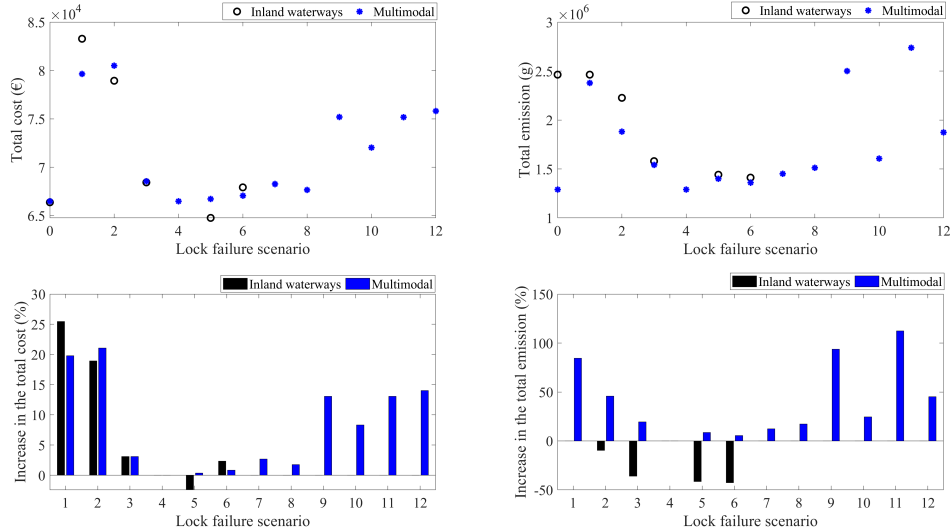 ×10^4
Inland waterways Multimodal
8.5
8
7.5
7
6.5
Total cost (€)
0 2 4 6 8 10 12
Lock failure scenario
×10^6
Inland waterways Multimodal
3
2.5
2
1.5
1
Total emission (g)
0 2 4 6 8 10 12
Lock failure scenario
Inland waterways Multimodal
30
25
20
15
10
5
0
Increase in the total cost (%)
1 2 3 4 5 6 7 8 9 10 11 12
Lock failure scenario
Inland waterways Multimodal
150
100
50
0
-50
Increase in the total emission (%)
1 2 3 4 5 6 7 8 9 10 11 12
Lock failure scenario